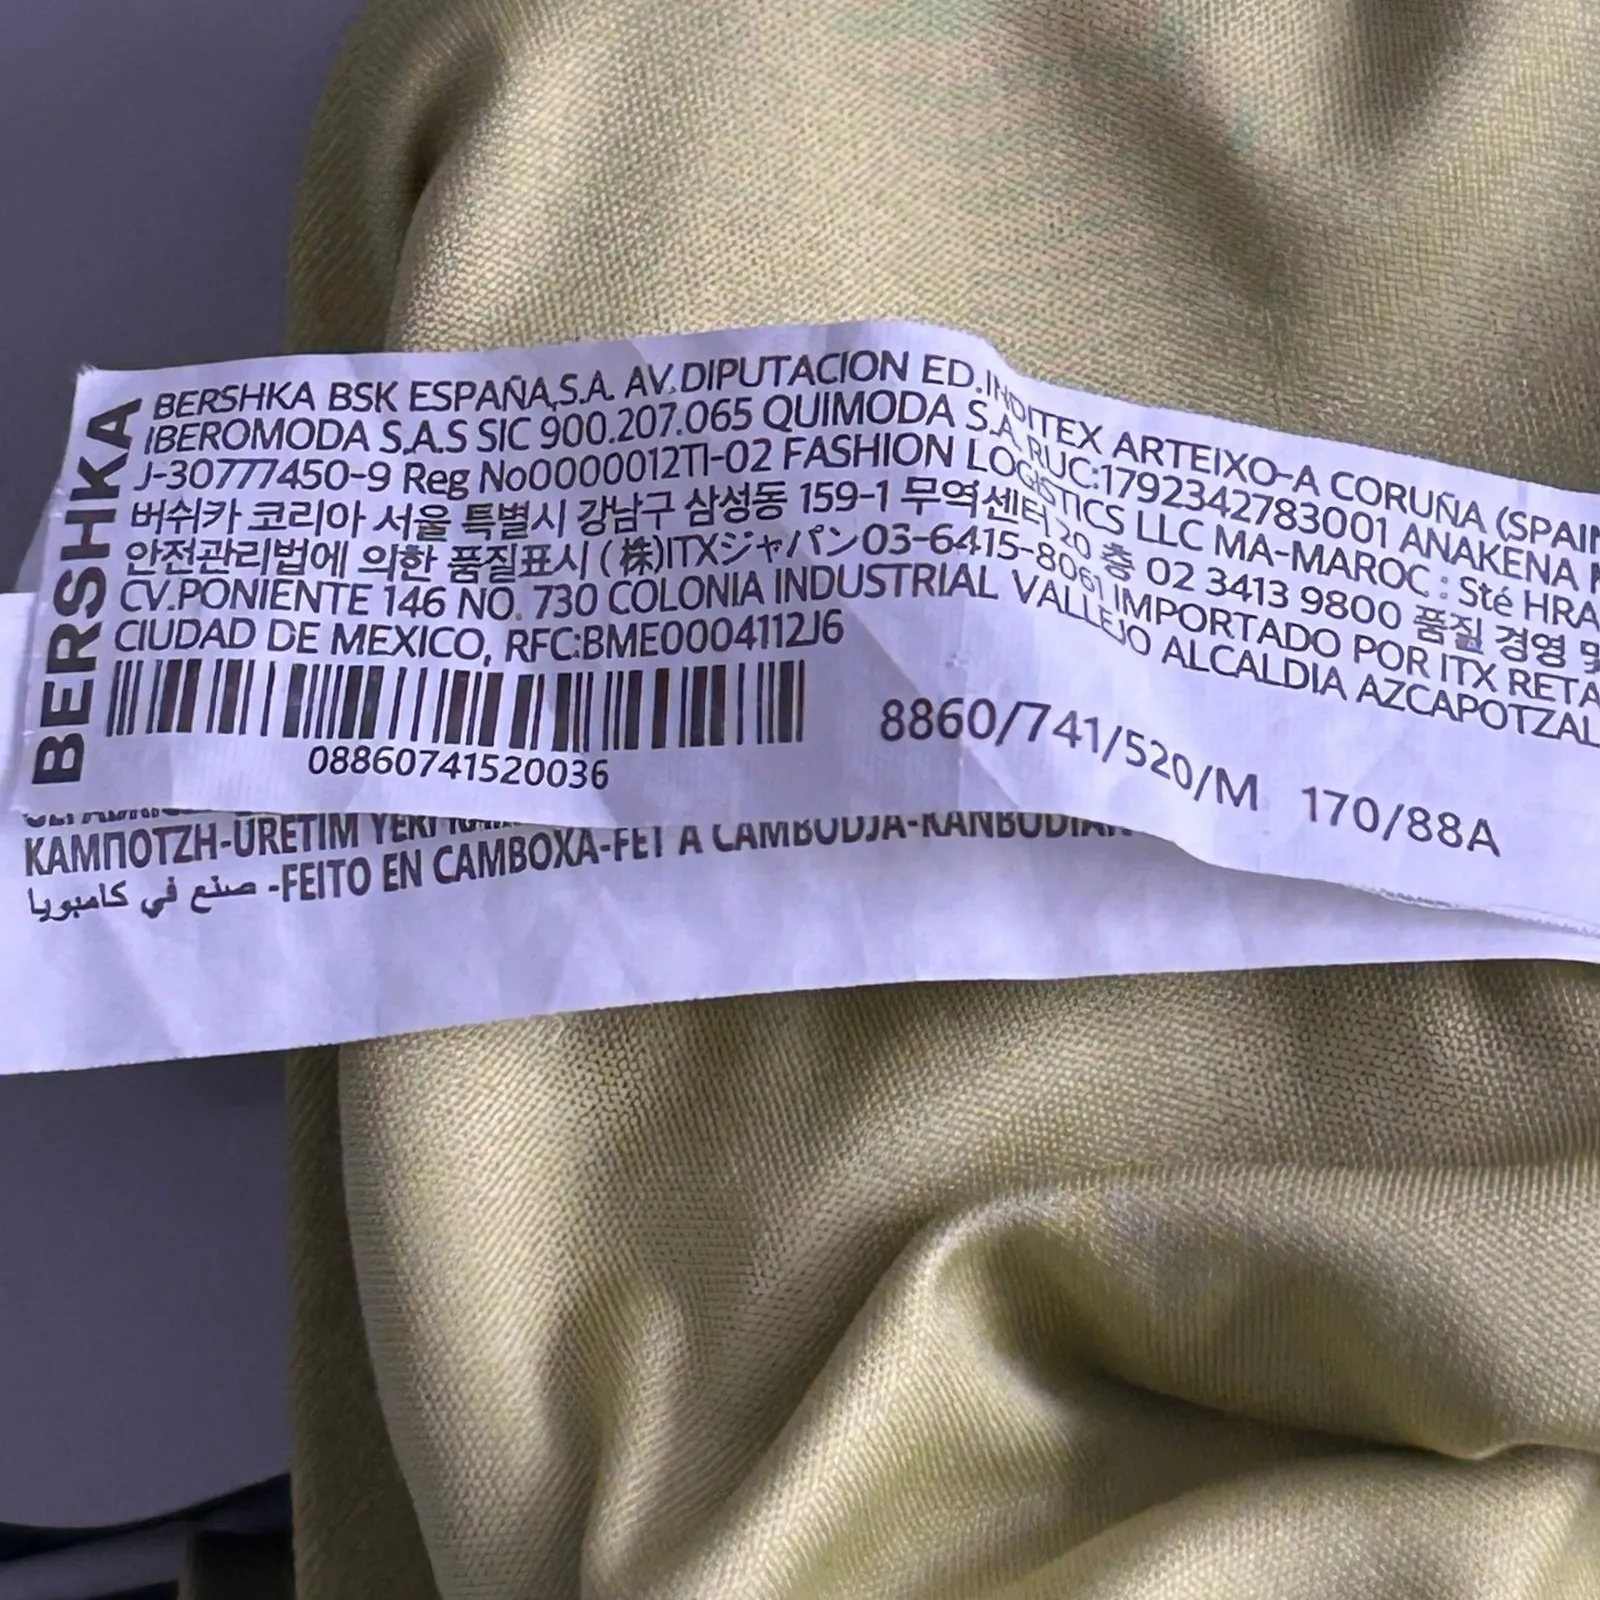 BERSHKA
BERSHKA BSK ESPAÑA,S.A. AV.DIPUTACION ED.INDITEX ARTEIXO-A CORUÑA (SPAIN
IBEROMODA S.A.S SIC 900.207.065 QUIMODA S.A.RUC:1792342783001 ANAKENA
J-30777450-9 Reg No0000012TI-02 FASHION LOGISTICS LLC MA-MAROC : Sté HRA
버쉬카 코리아 서울 특별시 강남구 삼성동 159-1 무역센터 20 층 02 3413 9800 품질 경영 및
안전관리법에 의한 품질표시 (株)ITXジャパン03-6415-8061 IMPORTADO POR ITX RETA
CV.PONIENTE 146 NO. 730 COLONIA INDUSTRIAL VALLEJO ALCALDIA AZCAPOTZAL
CIUDAD DE MEXICO, RFC:BME0004112J6
08860741520036
8860/741/520/M 170/88A
ΚΑΜΠΟΤΖΗ-ÜRETIM YERI
صنع في كامبوديا -FEITO EN CAMBOXA-FET A CAMBODJA-KANBODIAN